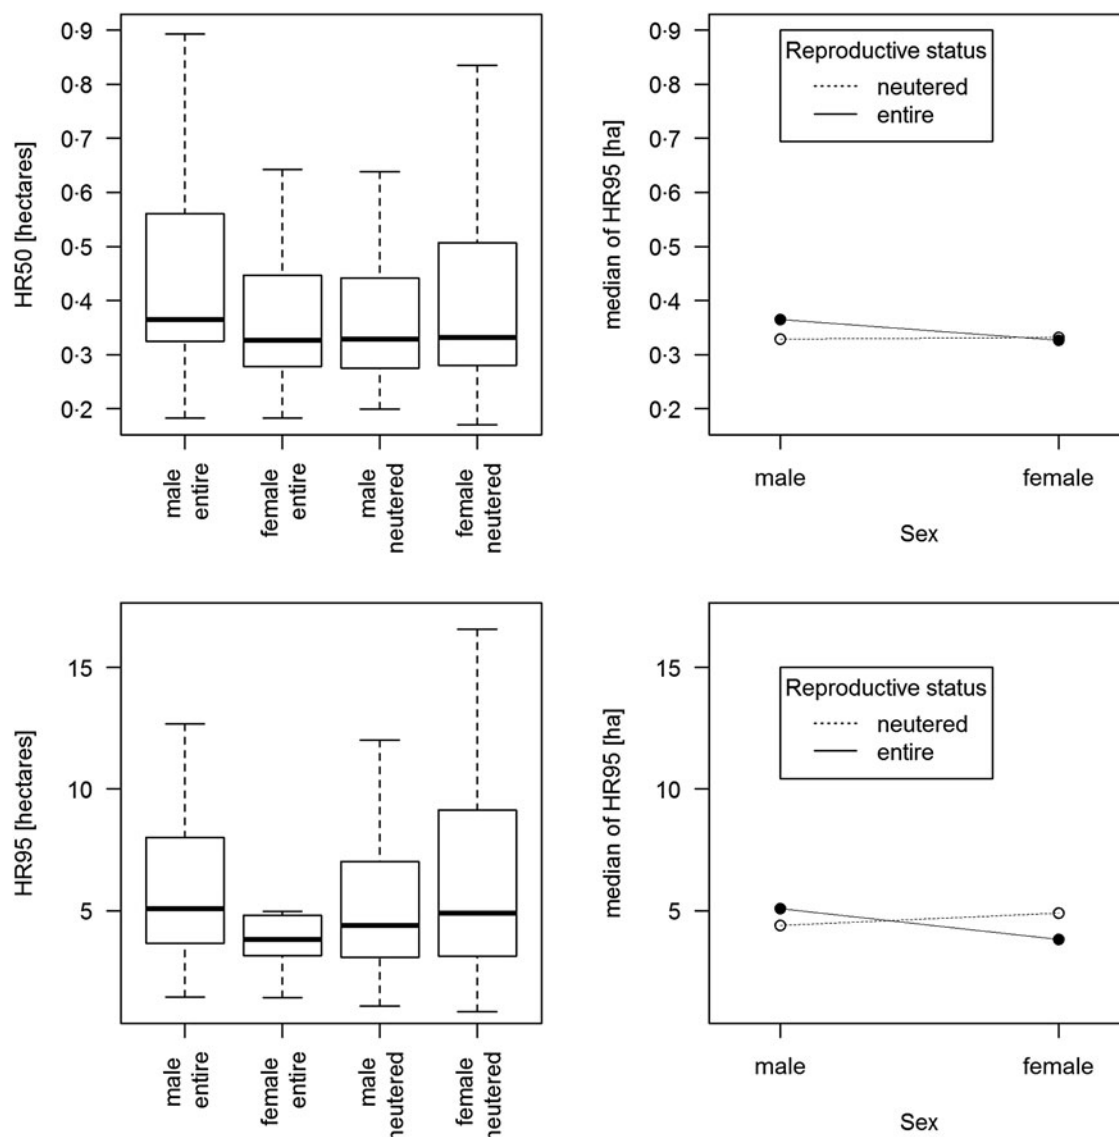 HR50 [hectares]
0·9
0·8
0·7
0·6
0·5
0·4
0·3
0·2
male
entire
female
entire
male
neutered
female
neutered
median of HR95 [ha]
0·9
0·8
0·7
0·6
0·5
0·4
0·3
0·2
Reproductive status
neutered
entire
male
female
Sex
HR95 [hectares]
15
10
5
male
entire
female
entire
male
neutered
female
neutered
median of HR95 [ha]
15
10
5
Reproductive status
neutered
entire
male
female
Sex